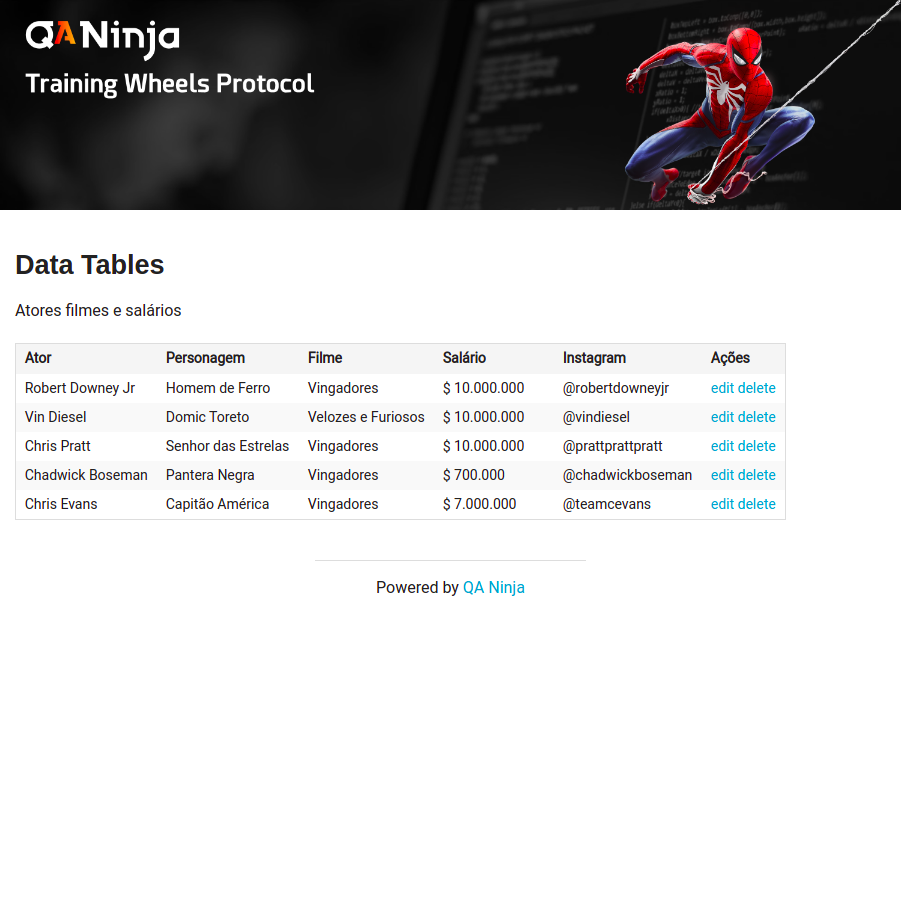 QANinja
Training Wheels Protocol
Data Tables
Atores filmes e salários
Ator Personagem Filme Salário Instagram Ações
Robert Downey Jr Homem de Ferro Vingadores $ 10.000.000 @robertdowneyjr edit delete
Vin Diesel Domic Toreto Velozes e Furiosos $ 10.000.000 @vindiesel edit delete
Chris Pratt Senhor das Estrelas Vingadores $ 10.000.000 @prattprattpratt edit delete
Chadwick Boseman Pantera Negra Vingadores $ 700.000 @chadwickboseman edit delete
Chris Evans Capitão América Vingadores $ 7.000.000 @teamcevans edit delete
Powered by QA Ninja